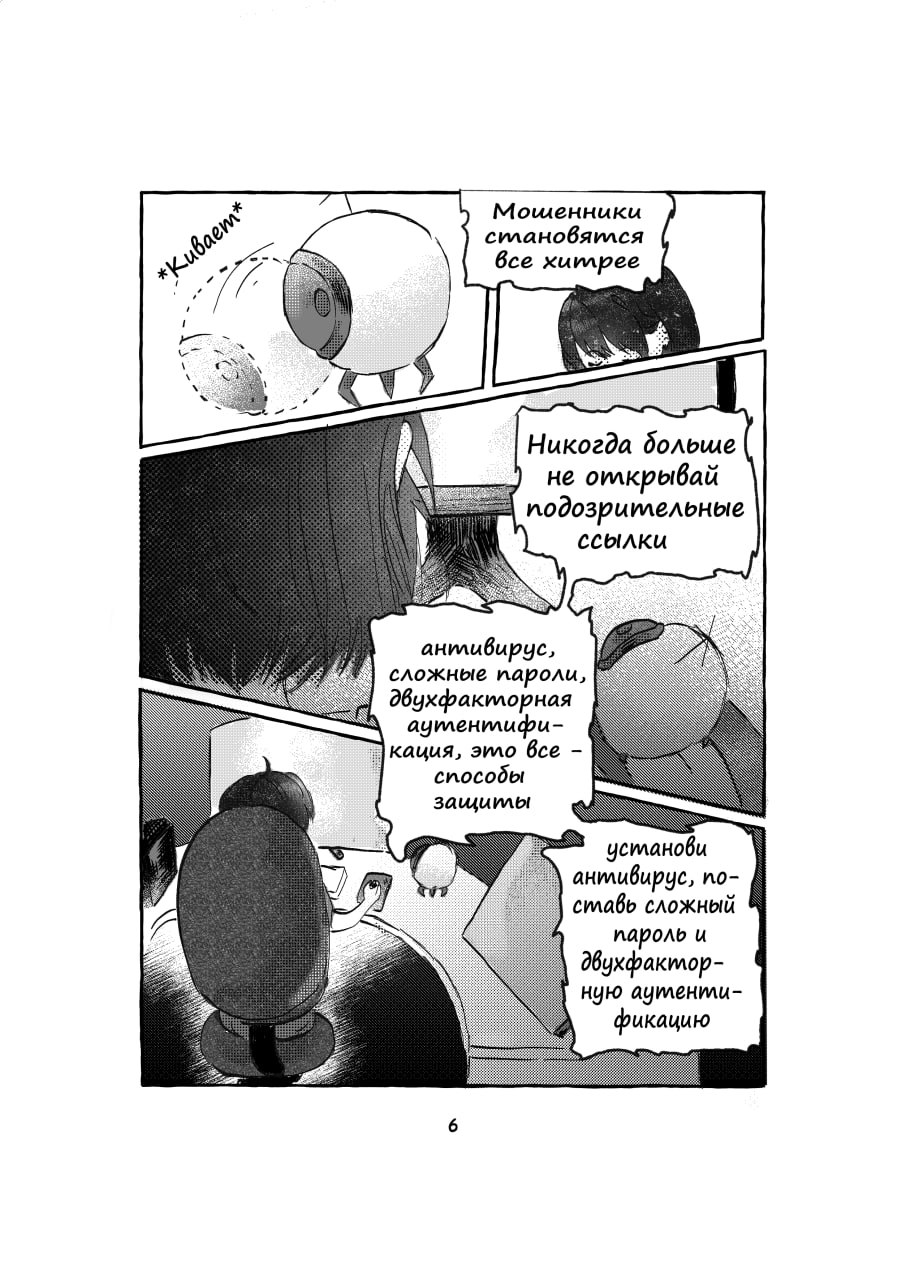 *Кивает*
Мошенники
становятся
все хитрее
Никогда больше
не открывай
подозрительные
ссылки
антивирус,
сложные пароли,
двухфакторная
аутентифи-
кация, это все -
способы
защиты
установи
антивирус, по-
ставь сложный
пароль и
двухфактор-
ную аутенти-
фикацию
6